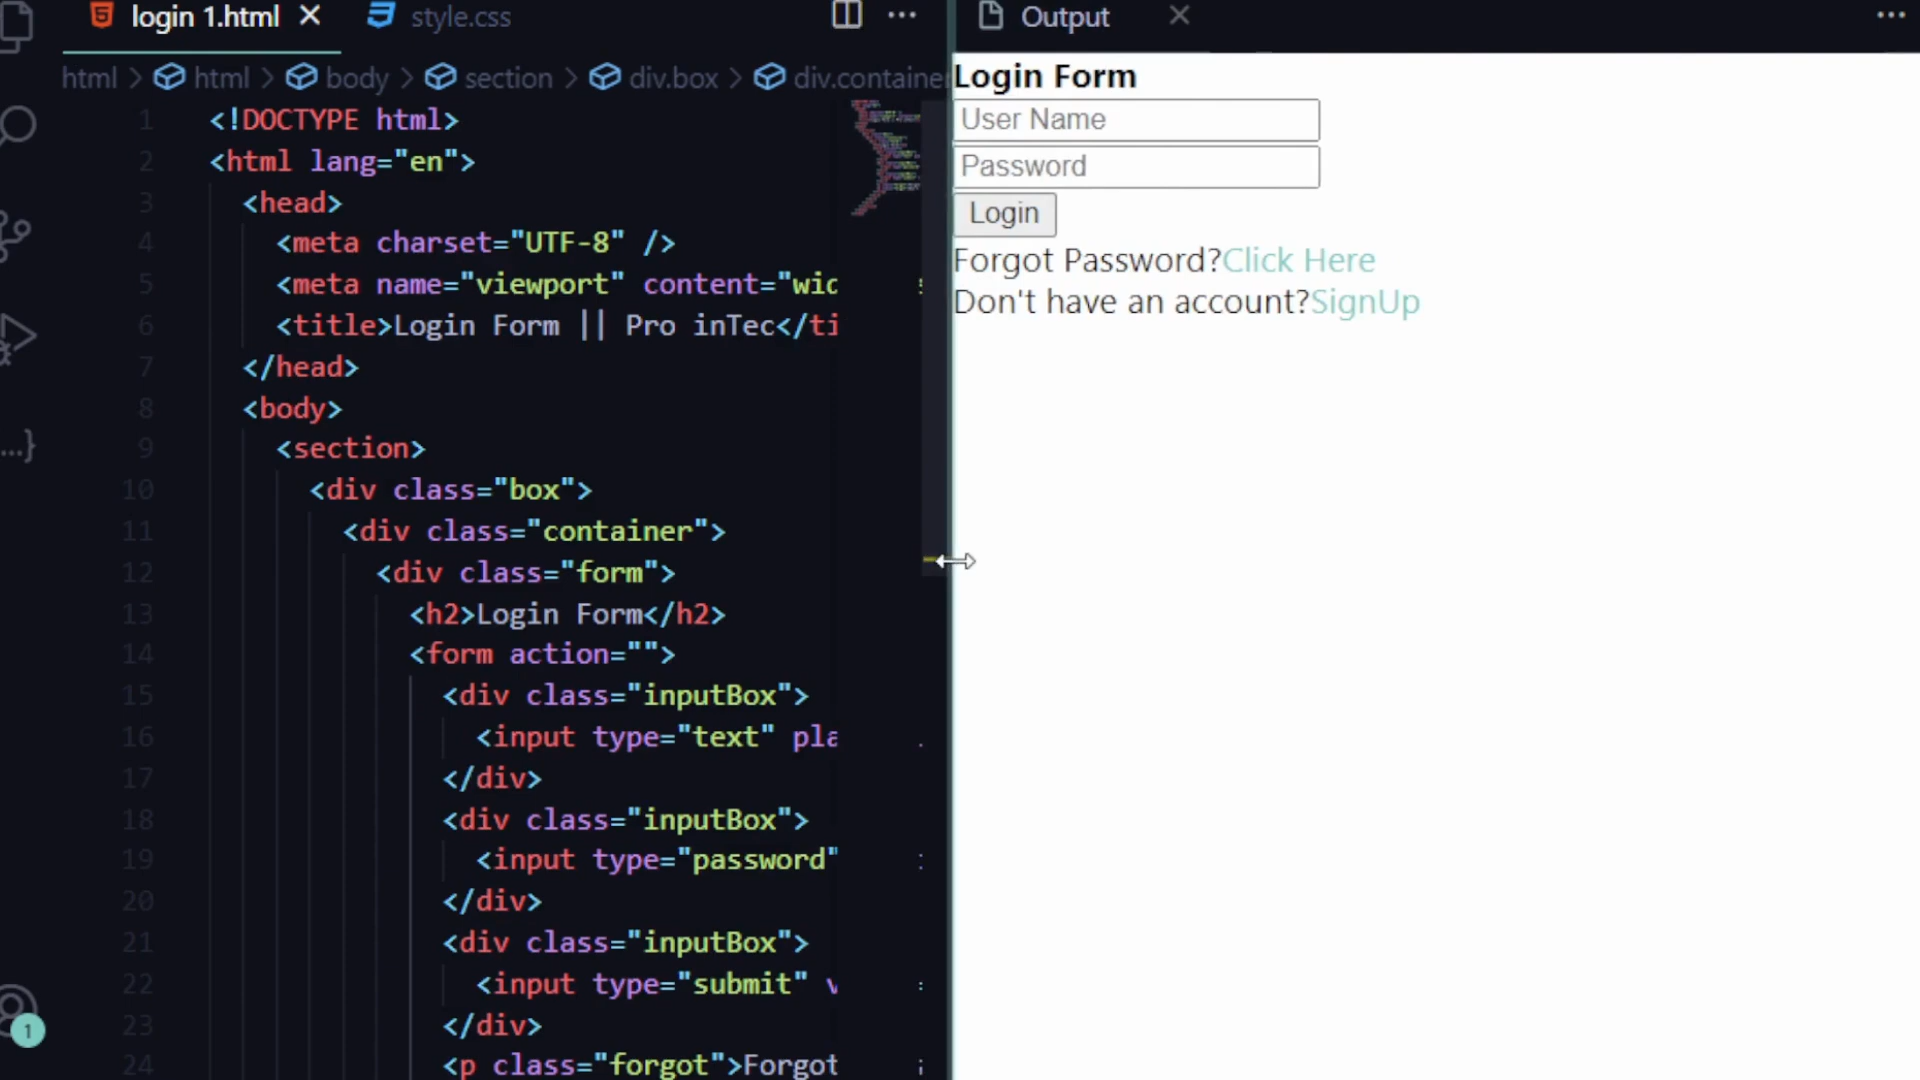 login 1.html
style.css
html > html > body > section > div.box > div.container
1 <!DOCTYPE html>
2 <html lang="en">
3 <head>
4 <meta charset="UTF-8" />
5 <meta name="viewport" content="wid
6 <title>Login Form || Pro inTec</ti
7 </head>
8 <body>
9 <section>
10 <div class="box">
11 <div class="container">
12 <div class="form">
13 <h2>Login Form</h2>
14 <form action="">
15 <div class="inputBox">
16 <input type="text" pla
17 </div>
18 <div class="inputBox">
19 <input type="password"
20 </div>
21 <div class="inputBox">
22 <input type="submit" v
23 </div>
24 <p class="forgot">Forgot
1
Output
Login Form
User Name
Password
Login
Forgot Password?Click Here
Don't have an account?SignUp